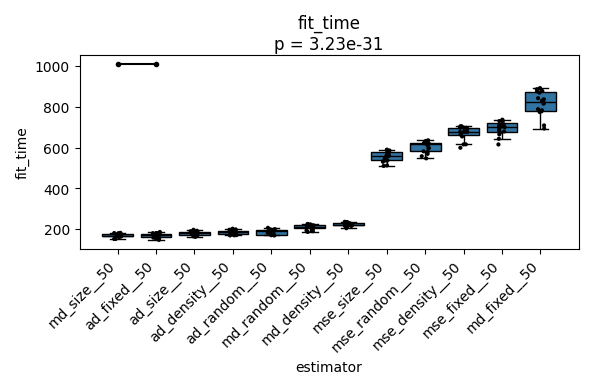 fit_time
p = 3.23e-31
1000
800
600
400
200
fit_time
md_size__50
ad_fixed__50
ad_size__50
ad_density__50
ad_random__50
md_random__50
md_density__50
mse_size__50
mse_random__50
mse_density__50
mse_fixed__50
md_fixed__50
estimator